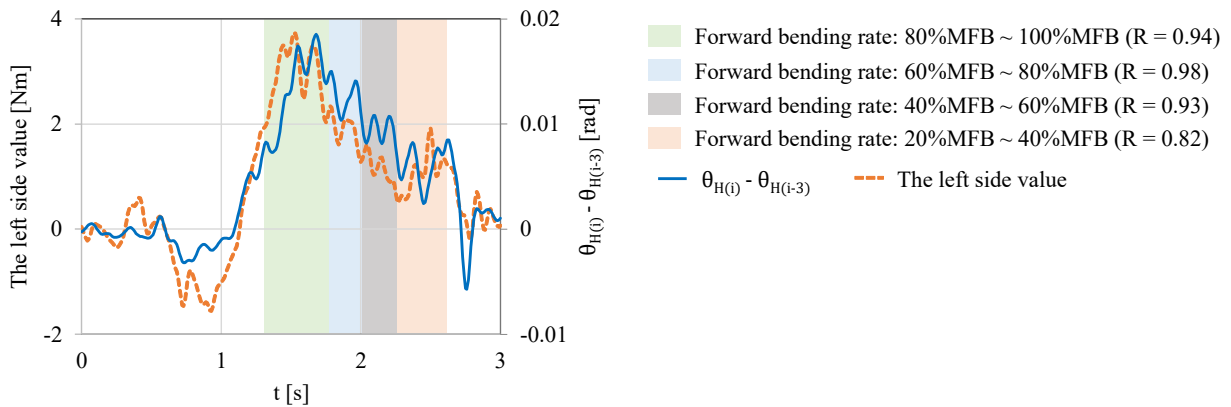 4
2
0
-2
The left side value [Nm]
0
1
2
3
t [s]
0.02
0.01
0
-0.01
θH(i) - θH(i-3) [rad]
Forward bending rate: 80%MFB ~ 100%MFB (R = 0.94)
Forward bending rate: 60%MFB ~ 80%MFB (R = 0.98)
Forward bending rate: 40%MFB ~ 60%MFB (R = 0.93)
Forward bending rate: 20%MFB ~ 40%MFB (R = 0.82)
θH(i) - θH(i-3)
The left side value